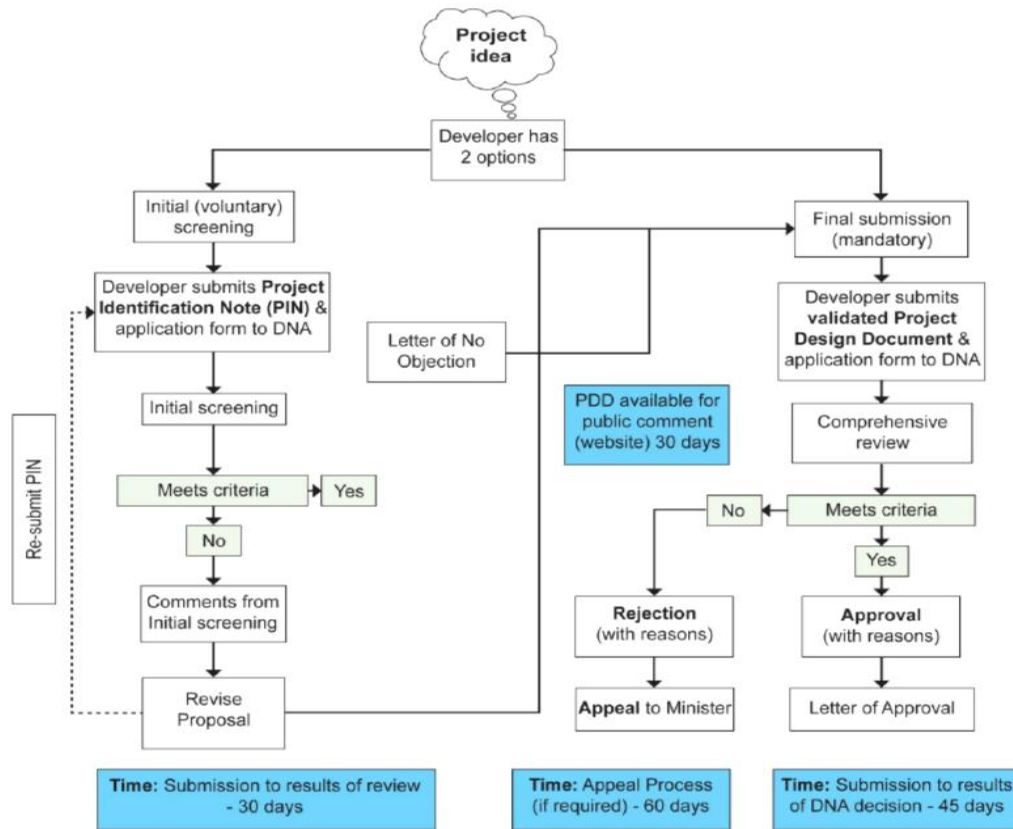 Project
idea
Developer has
2 options
Initial (voluntary)
screening
Developer submits Project
Identification Note (PIN) &
application form to DNA
Initial screening
Meets criteria
Yes
No
Comments from
Initial screening
Revise
Proposal
Re-submit PIN
Letter of No
Objection
Final submission
(mandatory)
Developer submits
validated Project
Design Document &
application form to DNA
PDD available for
public comment
(website) 30 days
Comprehensive
review
Meets criteria
No
Yes
Rejection
(with reasons)
Appeal to Minister
Approval
(with reasons)
Letter of Approval
Time: Submission to results of review
- 30 days
Time: Appeal Process
(if required) - 60 days
Time: Submission to results
of DNA decision - 45 days